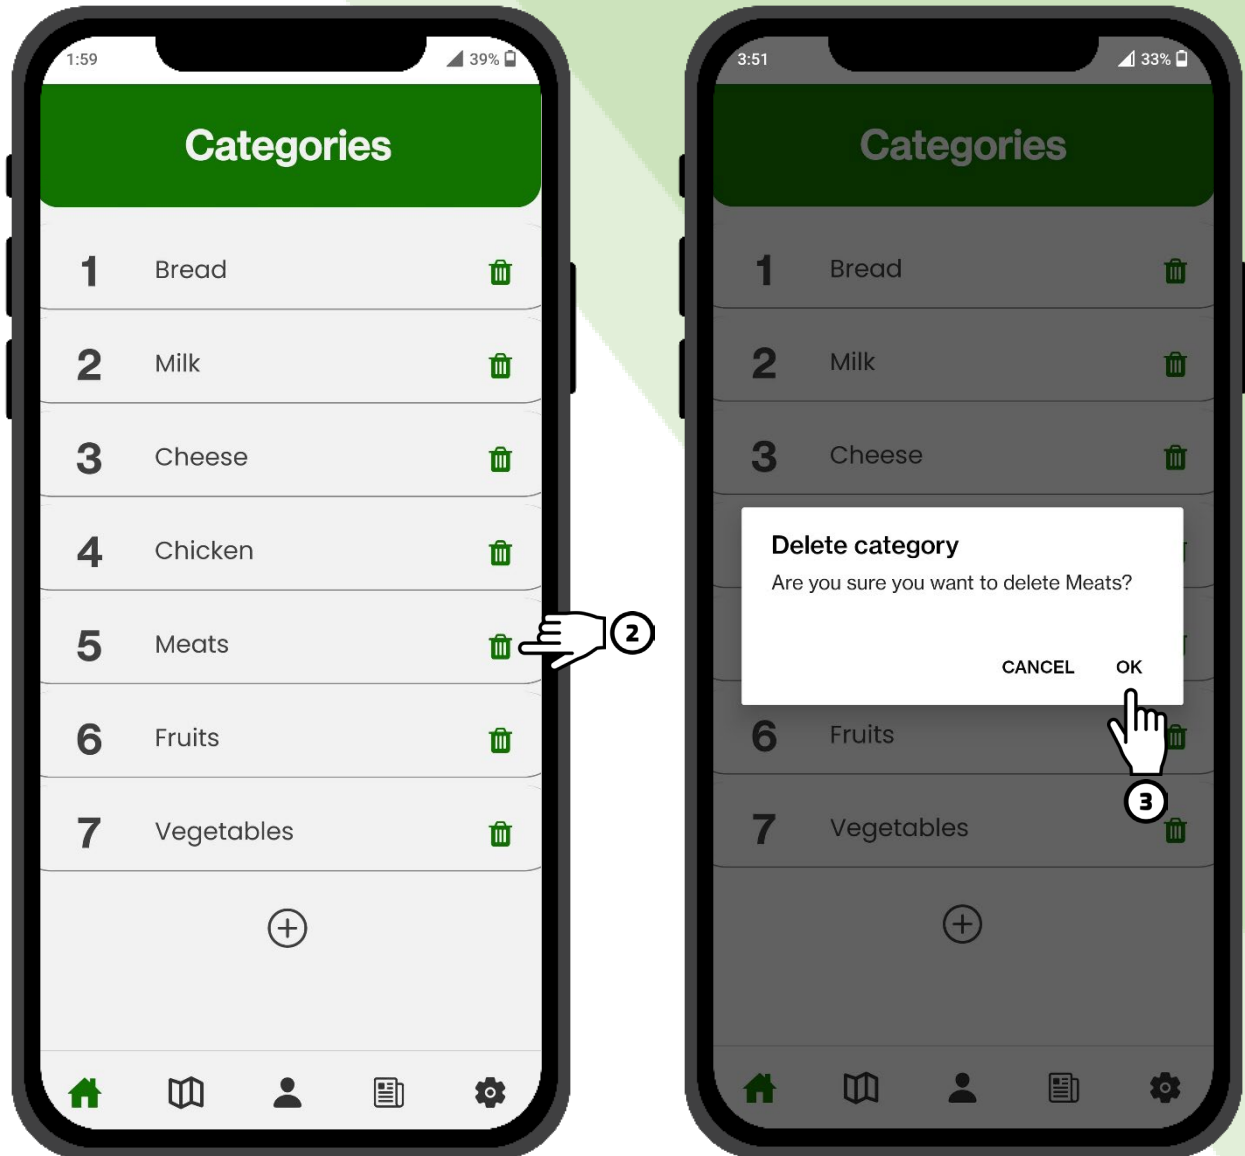 1:59
39%
Categories
1 Bread
2 Milk
3 Cheese
4 Chicken
5 Meats
2
6 Fruits
7 Vegetables
3:51
33%
Categories
1 Bread
2 Milk
3 Cheese
Delete category
Are you sure you want to delete Meats?
CANCEL OK
6 Fruits
3
7 Vegetables